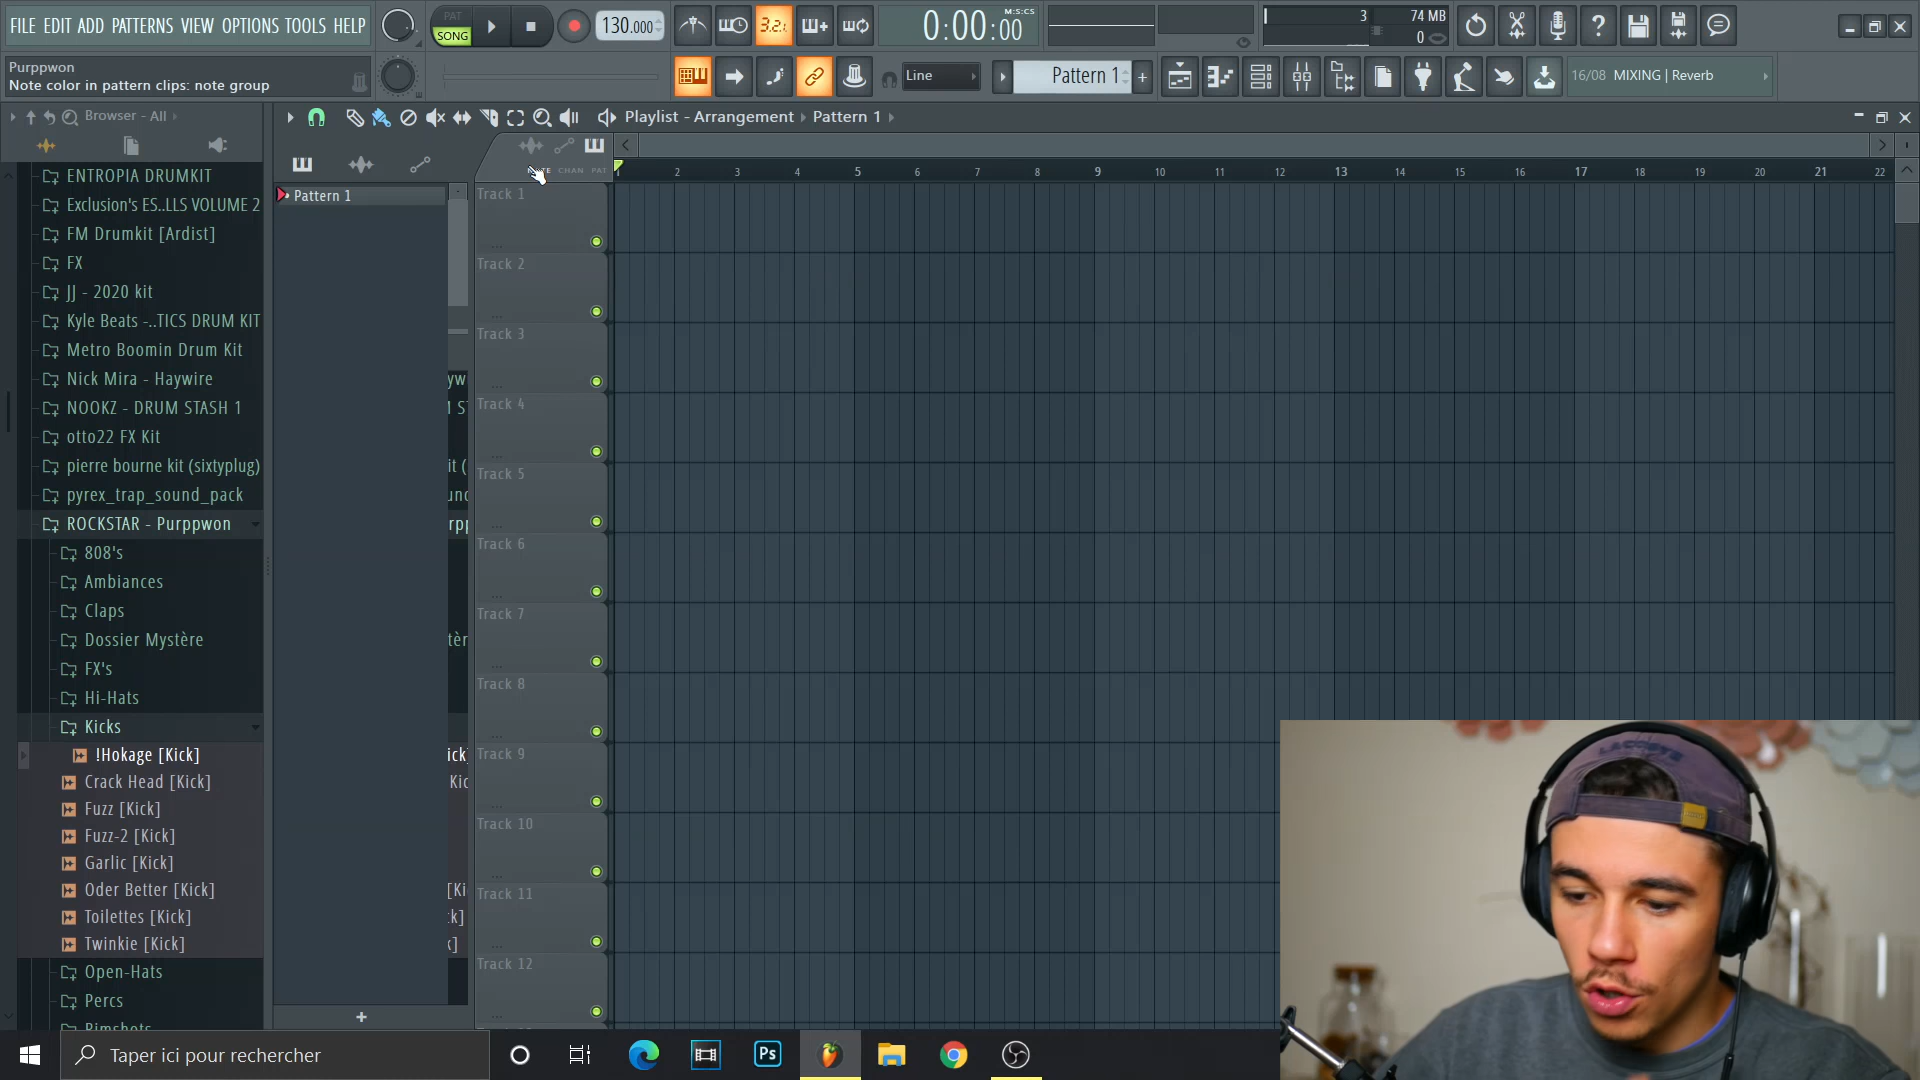 FILE EDIT ADD PATTERNS VIEW OPTIONS TOOLS HELP
PAT
SONG
130.000
3.2.
0:00:00
M:S:CS
3
74 MB
0
Purppwon
Note color in pattern clips: note group
Line
Pattern 1
+
16/08 MIXING | Reverb
Browser - All
Playlist - Arrangement
Pattern 1
CHAN PAT
1 2 3 4 5 6 7 8 9 10 11 12 13 14 15 16 17 18 19 20 21 22
ENTROPIA DRUMKIT
Exclusion's ES..LLS VOLUME 2
FM Drumkit [Ardist]
FX
JJ - 2020 kit
Kyle Beats -..TICS DRUM KIT
Metro Boomin Drum Kit
Nick Mira - Haywire
NOOKZ - DRUM STASH 1
otto22 FX Kit
pierre bourne kit (sixtyplug)
pyrex_trap_sound_pack
ROCKSTAR - Purppwon
808's
Ambiances
Claps
Dossier Mystère
FX's
Hi-Hats
Kicks
!Hokage [Kick]
Crack Head [Kick]
Fuzz [Kick]
Fuzz-2 [Kick]
Garlic [Kick]
Oder Better [Kick]
Toilettes [Kick]
Twinkie [Kick]
Open-Hats
Percs
Rimshots
Pattern 1
+
Track 1
Track 2
Track 3
Track 4
Track 5
Track 6
Track 7
Track 8
Track 9
Track 10
Track 11
Track 12
Taper ici pour rechercher
Ps